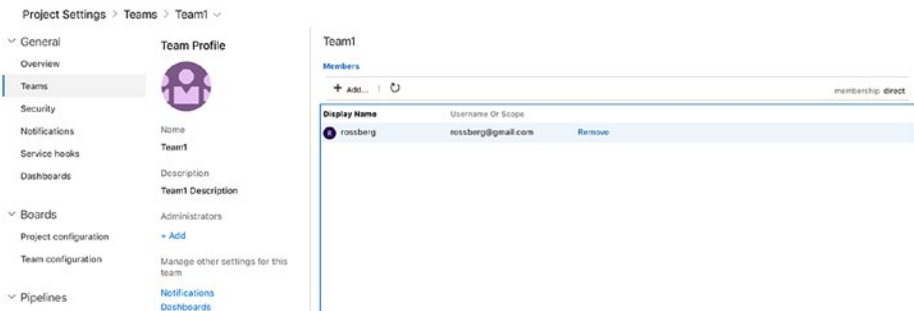 Project Settings > Teams > Team1
General
Overview
Teams
Security
Notifications
Service hooks
Dashboards
Boards
Project configuration
Team configuration
Pipelines
Team Profile
Name
Team1
Description
Team1 Description
Administrators
+ Add
Manage other settings for this
team
Notifications
Dashboards
Team1
Members
+ Add...
membership direct
Display Name Username Or Scope
R rossberg rossberg@gmail.com Remove